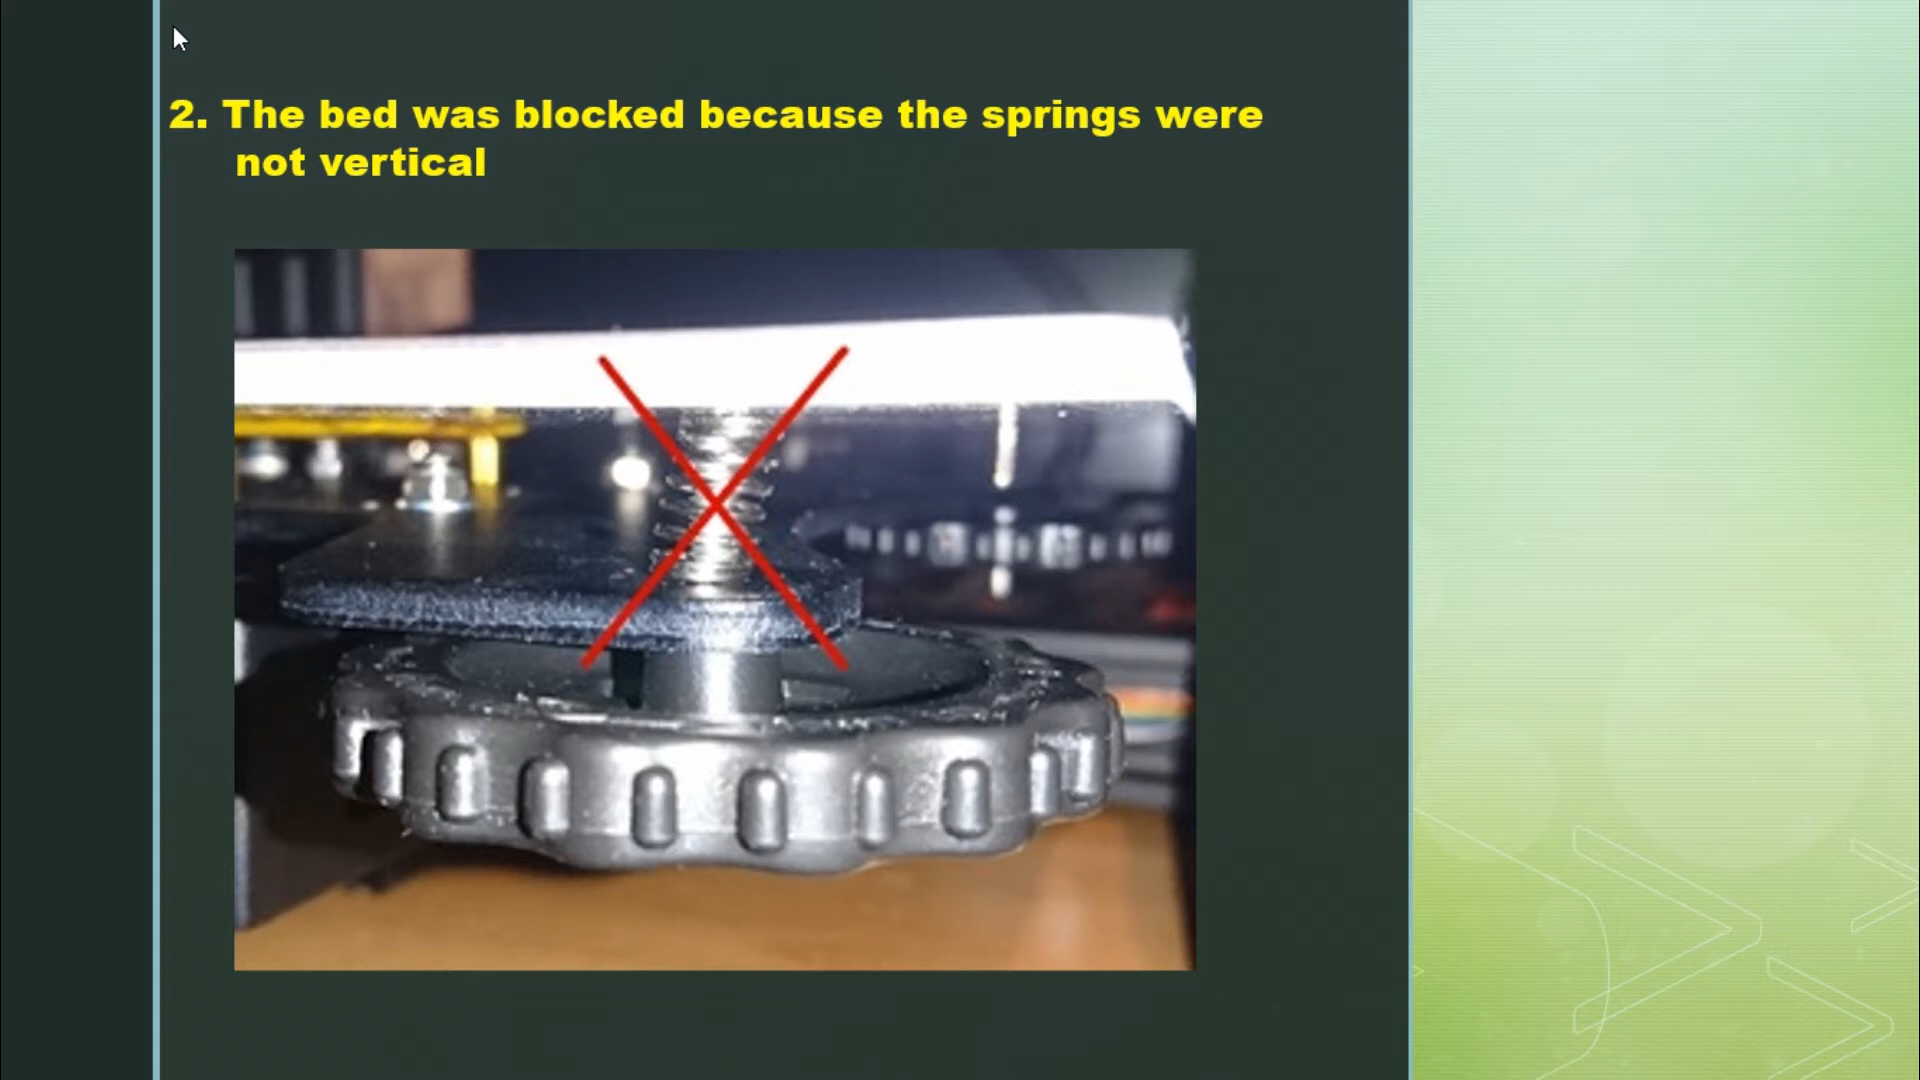 2. The bed was blocked because the springs were
not vertical